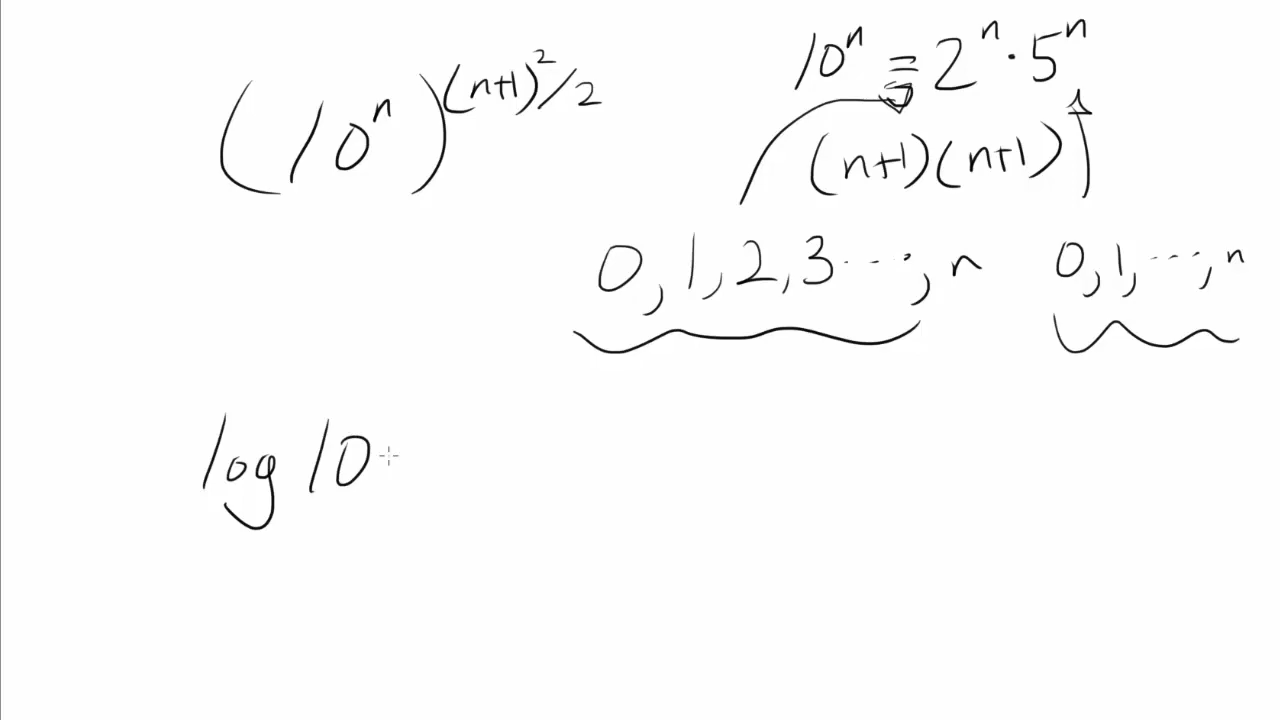 (10^n)^{(n+1)^2/2}
10^n = 2^n · 5^n
(n+1)(n+1)
0, 1, 2, 3 ..., n 0, 1, ..., n
log 10